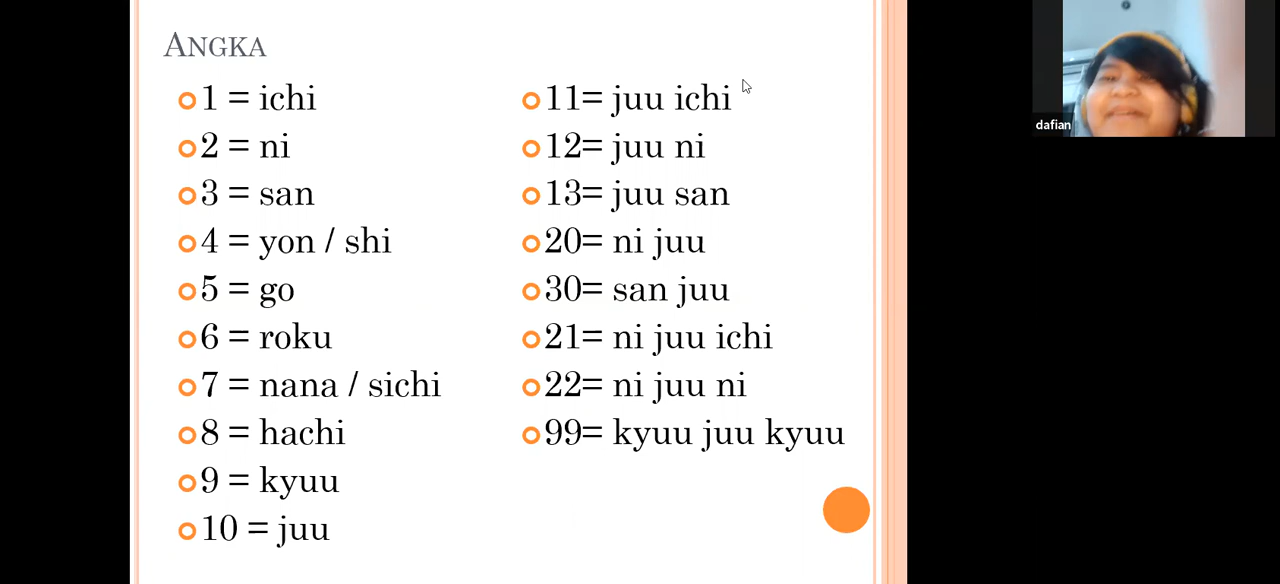 Angka
1 = ichi
2 = ni
3 = san
4 = yon / shi
5 = go
6 = roku
7 = nana / sichi
8 = hachi
9 = kyuu
10 = juu
11= juu ichi
12= juu ni
13= juu san
20= ni juu
30= san juu
21= ni juu ichi
22= ni juu ni
99= kyuu juu kyuu
dafian